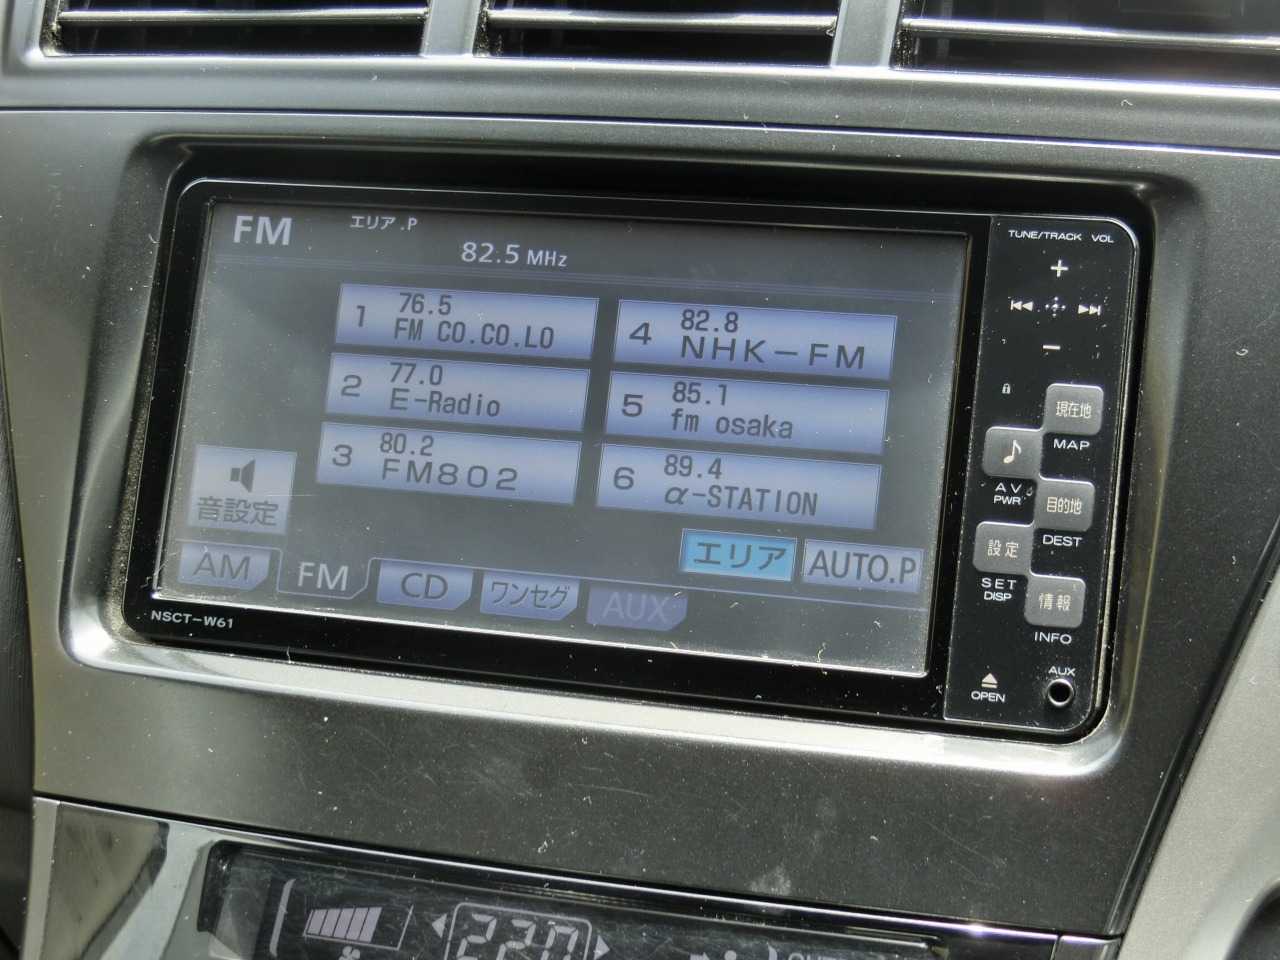 FM
エリア.P
82.5 MHz
1 76.5
FM CO.CO.LO
2 77.0
E-Radio
3 80.2
FM802
4 82.8
NHK-FM
5 85.1
fm osaka
6 89.4
α-STATION
音設定
エリア
AUTO.P
AM
FM
CD
ワンセグ
AUX
NSCT-W61
TUNE/TRACK VOL
+
−
現在地
MAP
AV
PWR
目的地
DEST
設定
SET
DISP
情報
INFO
AUX
OPEN
22.0